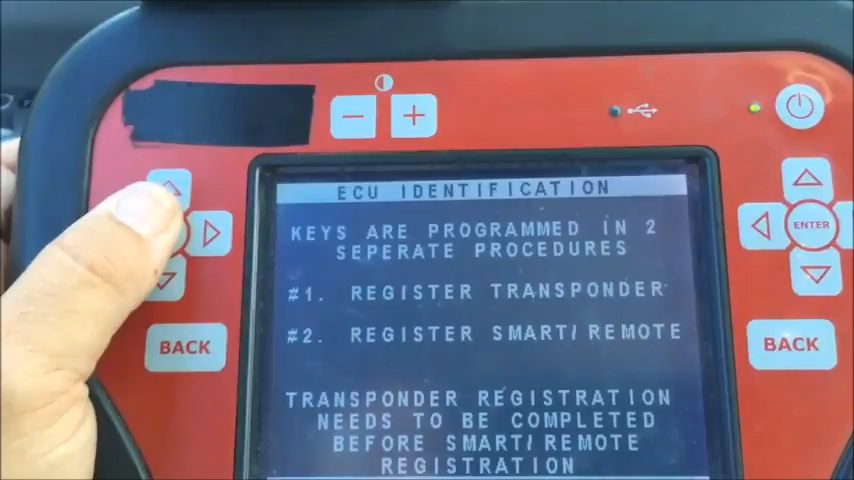 ECU IDENTIFICATION
KEYS ARE PROGRAMMED IN 2
SEPERATE PROCEDURES
#1. REGISTER TRANSPONDER
#2. REGISTER SMART/REMOTE
TRANSPONDER REGISTRATION
NEEDS TO BE COMPLETED
BEFORE SMART/REMOTE
REGISTRATION
ENTER
BACK
BACK